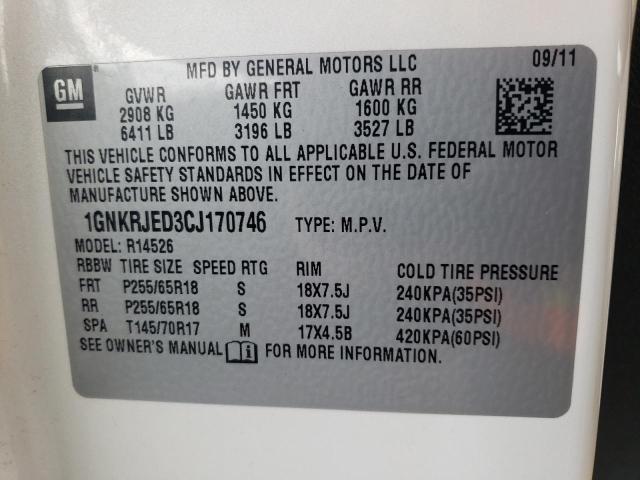 GM
MFD BY GENERAL MOTORS LLC 09/11
GVWR GAWR FRT GAWR RR
2908 KG 1450 KG 1600 KG
6411 LB 3196 LB 3527 LB
THIS VEHICLE CONFORMS TO ALL APPLICABLE U.S. FEDERAL MOTOR
VEHICLE SAFETY STANDARDS IN EFFECT ON THE DATE OF
MANUFACTURE SHOWN ABOVE.
1GNKRJED3CJ170746 TYPE: M.P.V.
MODEL: R14526
RBBW TIRE SIZE SPEED RTG RIM COLD TIRE PRESSURE
FRT P255/65R18 S 18X7.5J 240KPA(35PSI)
RR P255/65R18 S 18X7.5J 240KPA(35PSI)
SPA T145/70R17 M 17X4.5B 420KPA(60PSI)
SEE OWNER'S MANUAL FOR MORE INFORMATION.